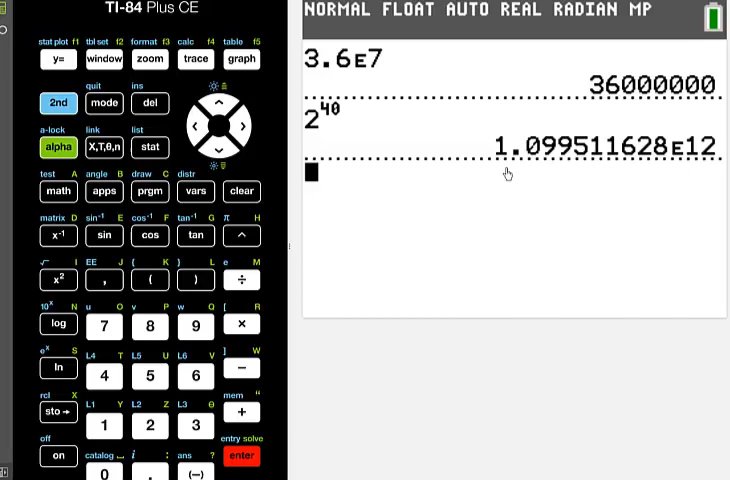 TI-84 Plus CE
stat plot f1 tbl set f2 format f3 calc f4 table f5
y= window zoom trace graph
quit ins
2nd mode del
a-lock link list
alpha X,T,θ,n stat
test A angle B draw C distr
math apps prgm vars clear
matrix D sin⁻¹ E cos⁻¹ F tan⁻¹ G π H
x⁻¹ sin cos tan ^
√ I EE J { K } L e M
x² , ( ) ÷
10ˣ N u O v P w Q [ R
log 7 8 9 ×
eˣ S L4 T L5 U L6 V ] W
ln 4 5 6 −
rcl X L1 Y L2 Z L3 θ mem "
sto→ 1 2 3 +
off catalog i : ans ? entry solve
on 0 . (−) enter
NORMAL FLOAT AUTO REAL RADIAN MP
3.6ᴇ7
36000000
2⁴⁰
1.099511628ᴇ12